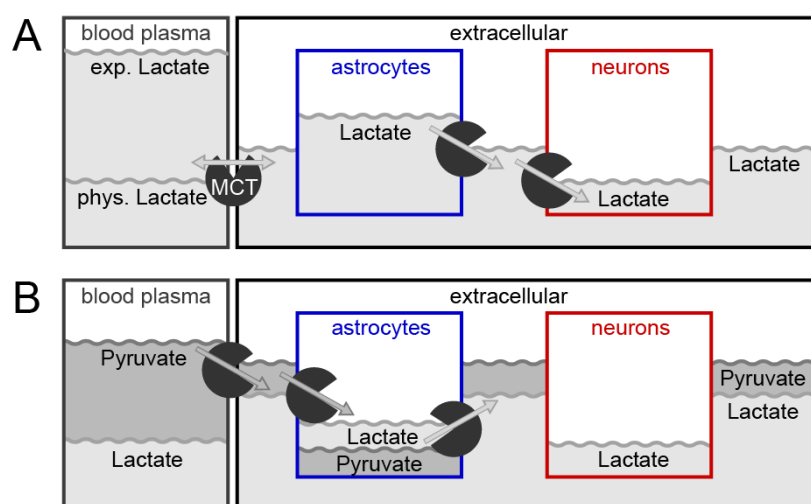 A
blood plasma
extracellular
exp. Lactate
astrocytes
neurons
Lactate
Lactate
MCT
phys. Lactate
Lactate
B
blood plasma
extracellular
astrocytes
neurons
Pyruvate
Pyruvate
Lactate
Lactate
Lactate
Lactate
Pyruvate